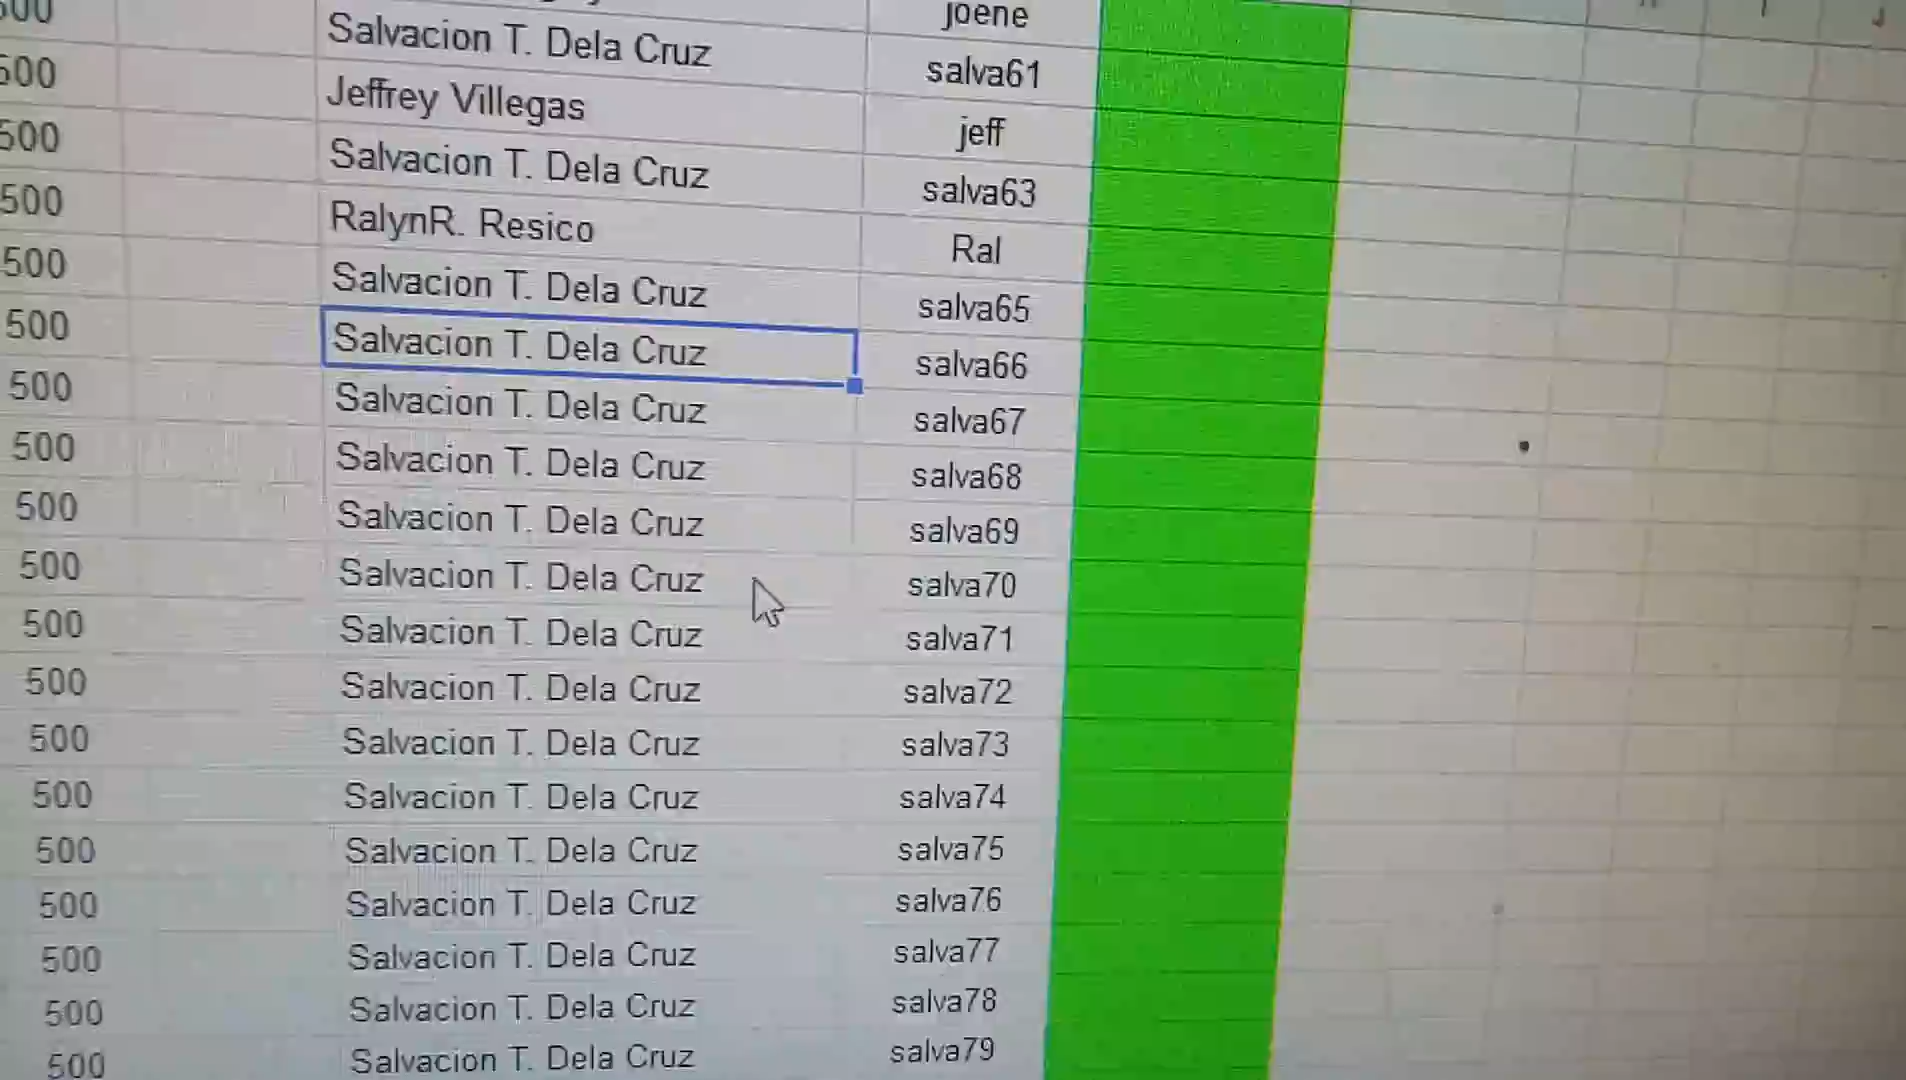 joene
500 Salvacion T. Dela Cruz salva61
500 Jeffrey Villegas jeff
500 Salvacion T. Dela Cruz salva63
500 RalynR. Resico Ral
500 Salvacion T. Dela Cruz salva65
500 Salvacion T. Dela Cruz salva66
500 Salvacion T. Dela Cruz salva67
500 Salvacion T. Dela Cruz salva68
500 Salvacion T. Dela Cruz salva69
500 Salvacion T. Dela Cruz salva70
500 Salvacion T. Dela Cruz salva71
500 Salvacion T. Dela Cruz salva72
500 Salvacion T. Dela Cruz salva73
500 Salvacion T. Dela Cruz salva74
500 Salvacion T. Dela Cruz salva75
500 Salvacion T. Dela Cruz salva76
500 Salvacion T. Dela Cruz salva77
500 Salvacion T. Dela Cruz salva78
500 Salvacion T. Dela Cruz salva79